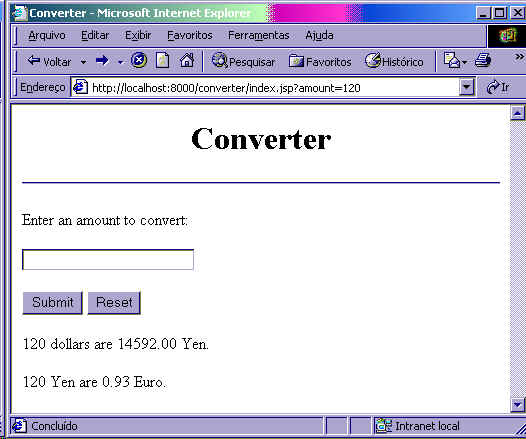 Converter - Microsoft Internet Explorer
Arquivo Editar Exibir Favoritos Ferramentas Ajuda
Voltar Pesquisar Favoritos Histórico »
Endereço http://localhost:8000/converter/index.jsp?amount=120 Ir
Converter
Enter an amount to convert:
Submit Reset
120 dollars are 14592.00 Yen.
120 Yen are 0.93 Euro.
Concluído Intranet local